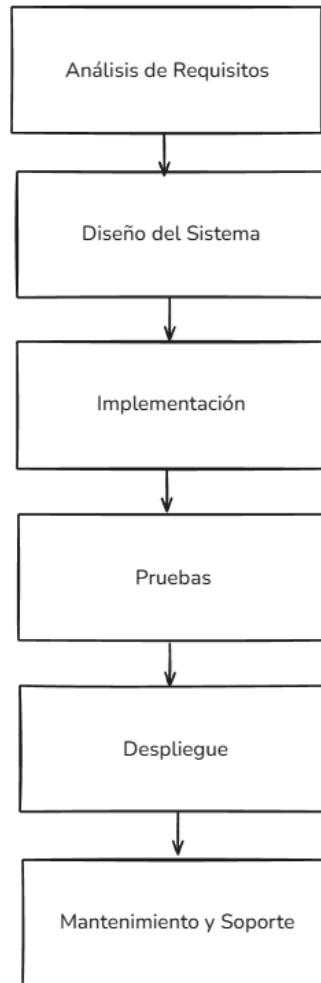 Análisis de Requisitos
Diseño del Sistema
Implementación
Pruebas
Despliegue
Mantenimiento y Soporte